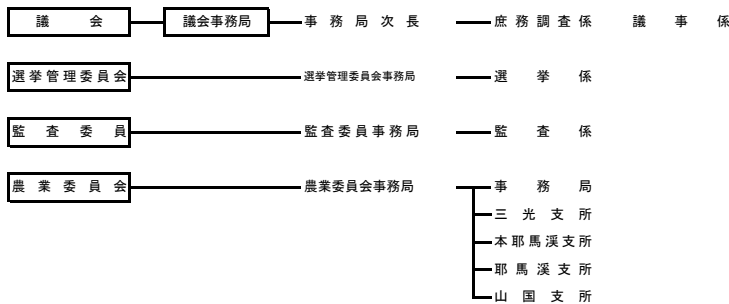 議会 議会事務局 事務局次長 庶務調査係 議事係
選挙管理委員会 選挙管理委員会事務局 選挙係
監査委員 監査委員事務局 監査係
農業委員会 農業委員会事務局 事務局
三光支所
本耶馬溪支所
耶馬溪支所
山国支所